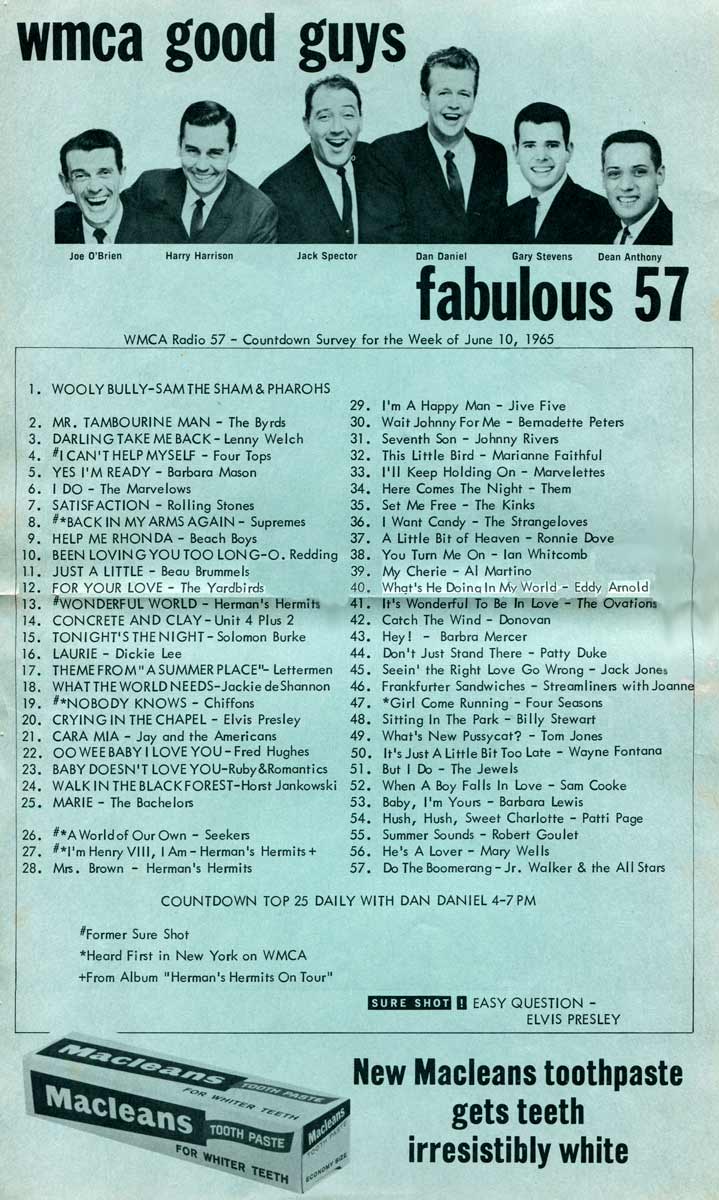 wmca good guys
Joe O'Brien
Harry Harrison
Jack Spector
Dan Daniel
Gary Stevens
Dean Anthony
fabulous 57
WMCA Radio 57 - Countdown Survey for the Week of June 10, 1965
1. WOOLY BULLY-SAM THE SHAM & PHAROHS
2. MR. TAMBOURINE MAN - The Byrds
3. DARLING TAKE ME BACK - Lenny Welch
4. #I CAN'T HELP MYSELF - Four Tops
5. YES I'M READY - Barbara Mason
6. I DO - The Marvelows
7. SATISFACTION - Rolling Stones
8. #*BACK IN MY ARMS AGAIN - Supremes
9. HELP ME RHONDA - Beach Boys
10. BEEN LOVING YOU TOO LONG-O. Redding
11. JUST A LITTLE - Beau Brummels
12. FOR YOUR LOVE - The Yardbirds
13. #WONDERFUL WORLD - Herman's Hermits
14. CONCRETE AND CLAY - Unit 4 Plus 2
15. TONIGHT'S THE NIGHT - Solomon Burke
16. LAURIE - Dickie Lee
17. THEME FROM "A SUMMER PLACE"- Lettermen
18. WHAT THE WORLD NEEDS-Jackie deShannon
19. #*NOBODY KNOWS - Chiffons
20. CRYING IN THE CHAPEL - Elvis Presley
21. CARA MIA - Jay and the Americans
22. OO WEE BABY I LOVE YOU - Fred Hughes
23. BABY DOESN'T LOVE YOU-Ruby&Romantics
24. WALK IN THE BLACK FOREST-Horst Jankowski
25. MARIE - The Bachelors
26. #*A World of Our Own - Seekers
27. #*I'm Henry VIII, I Am - Herman's Hermits +
28. Mrs. Brown - Herman's Hermits
29. I'm A Happy Man - Jive Five
30. Wait Johnny For Me - Bernadette Peters
31. Seventh Son - Johnny Rivers
32. This Little Bird - Marianne Faithful
33. I'll Keep Holding On - Marvelettes
34. Here Comes The Night - Them
35. Set Me Free - The Kinks
36. I Want Candy - The Strangeloves
37. A Little Bit of Heaven - Ronnie Dove
38. You Turn Me On - Ian Whitcomb
39. My Cherie - Al Martino
40. What's He Doing In My World - Eddy Arnold
41. It's Wonderful To Be In Love - The Ovations
42. Catch The Wind - Donovan
43. Hey! - Barbra Mercer
44. Don't Just Stand There - Patty Duke
45. Seein' the Right Love Go Wrong - Jack Jones
46. Frankfurter Sandwiches - Streamliners with Joanne
47. *Girl Come Running - Four Seasons
48. Sitting In The Park - Billy Stewart
49. What's New Pussycat? - Tom Jones
50. It's Just A Little Bit Too Late - Wayne Fontana
51. But I Do - The Jewels
52. When A Boy Falls In Love - Sam Cooke
53. Baby, I'm Yours - Barbara Lewis
54. Hush, Hush, Sweet Charlotte - Patti Page
55. Summer Sounds - Robert Goulet
56. He's A Lover - Mary Wells
57. Do The Boomerang - Jr. Walker & the All Stars
COUNTDOWN TOP 25 DAILY WITH DAN DANIEL 4-7 PM
#Former Sure Shot
*Heard First in New York on WMCA
+From Album "Herman's Hermits On Tour"
SURE SHOT ! EASY QUESTION -
ELVIS PRESLEY
Macleans TOOTH PASTE
FOR WHITER TEETH
Macleans TOOTH PASTE
FOR WHITER TEETH
Macleans
TOOTH PASTE
ECONOMY SIZE
New Macleans toothpaste
gets teeth
irresistibly white